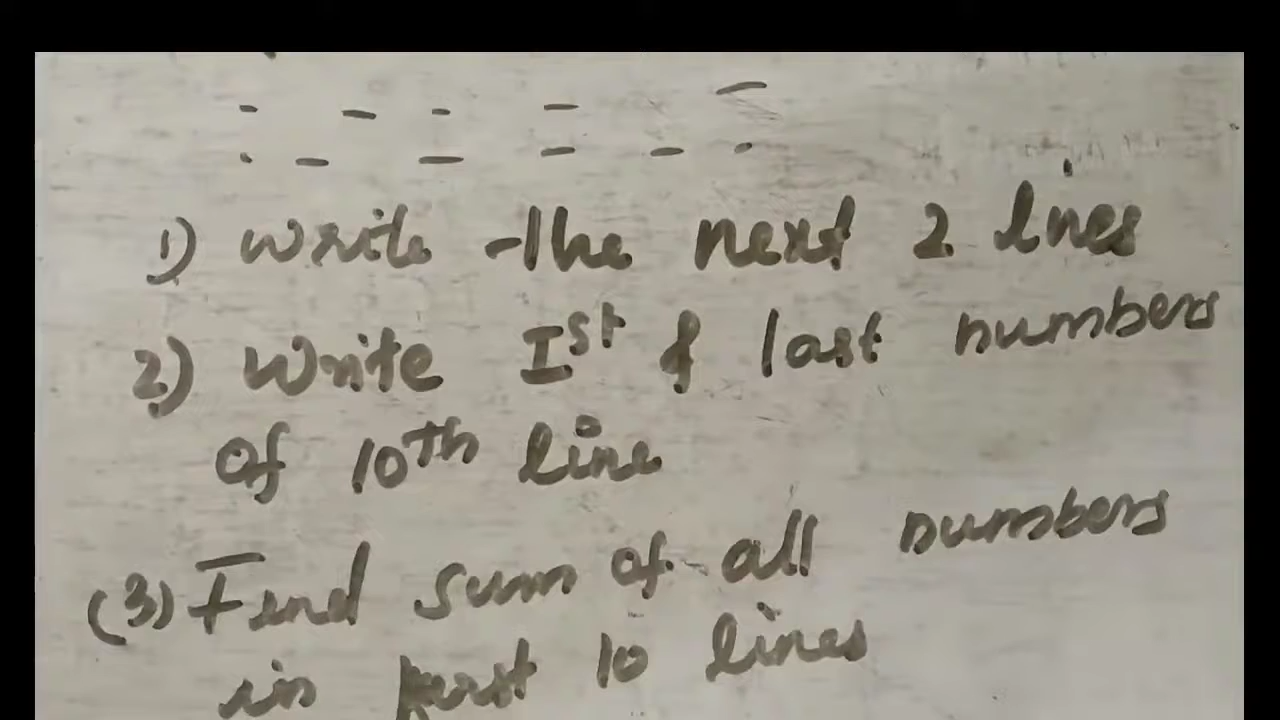 - - - - -
. - - - - .
1) Write the next 2 lines
2) Write Ist & last numbers
of 10th line
(3) Find sum of all numbers
in first 10 lines